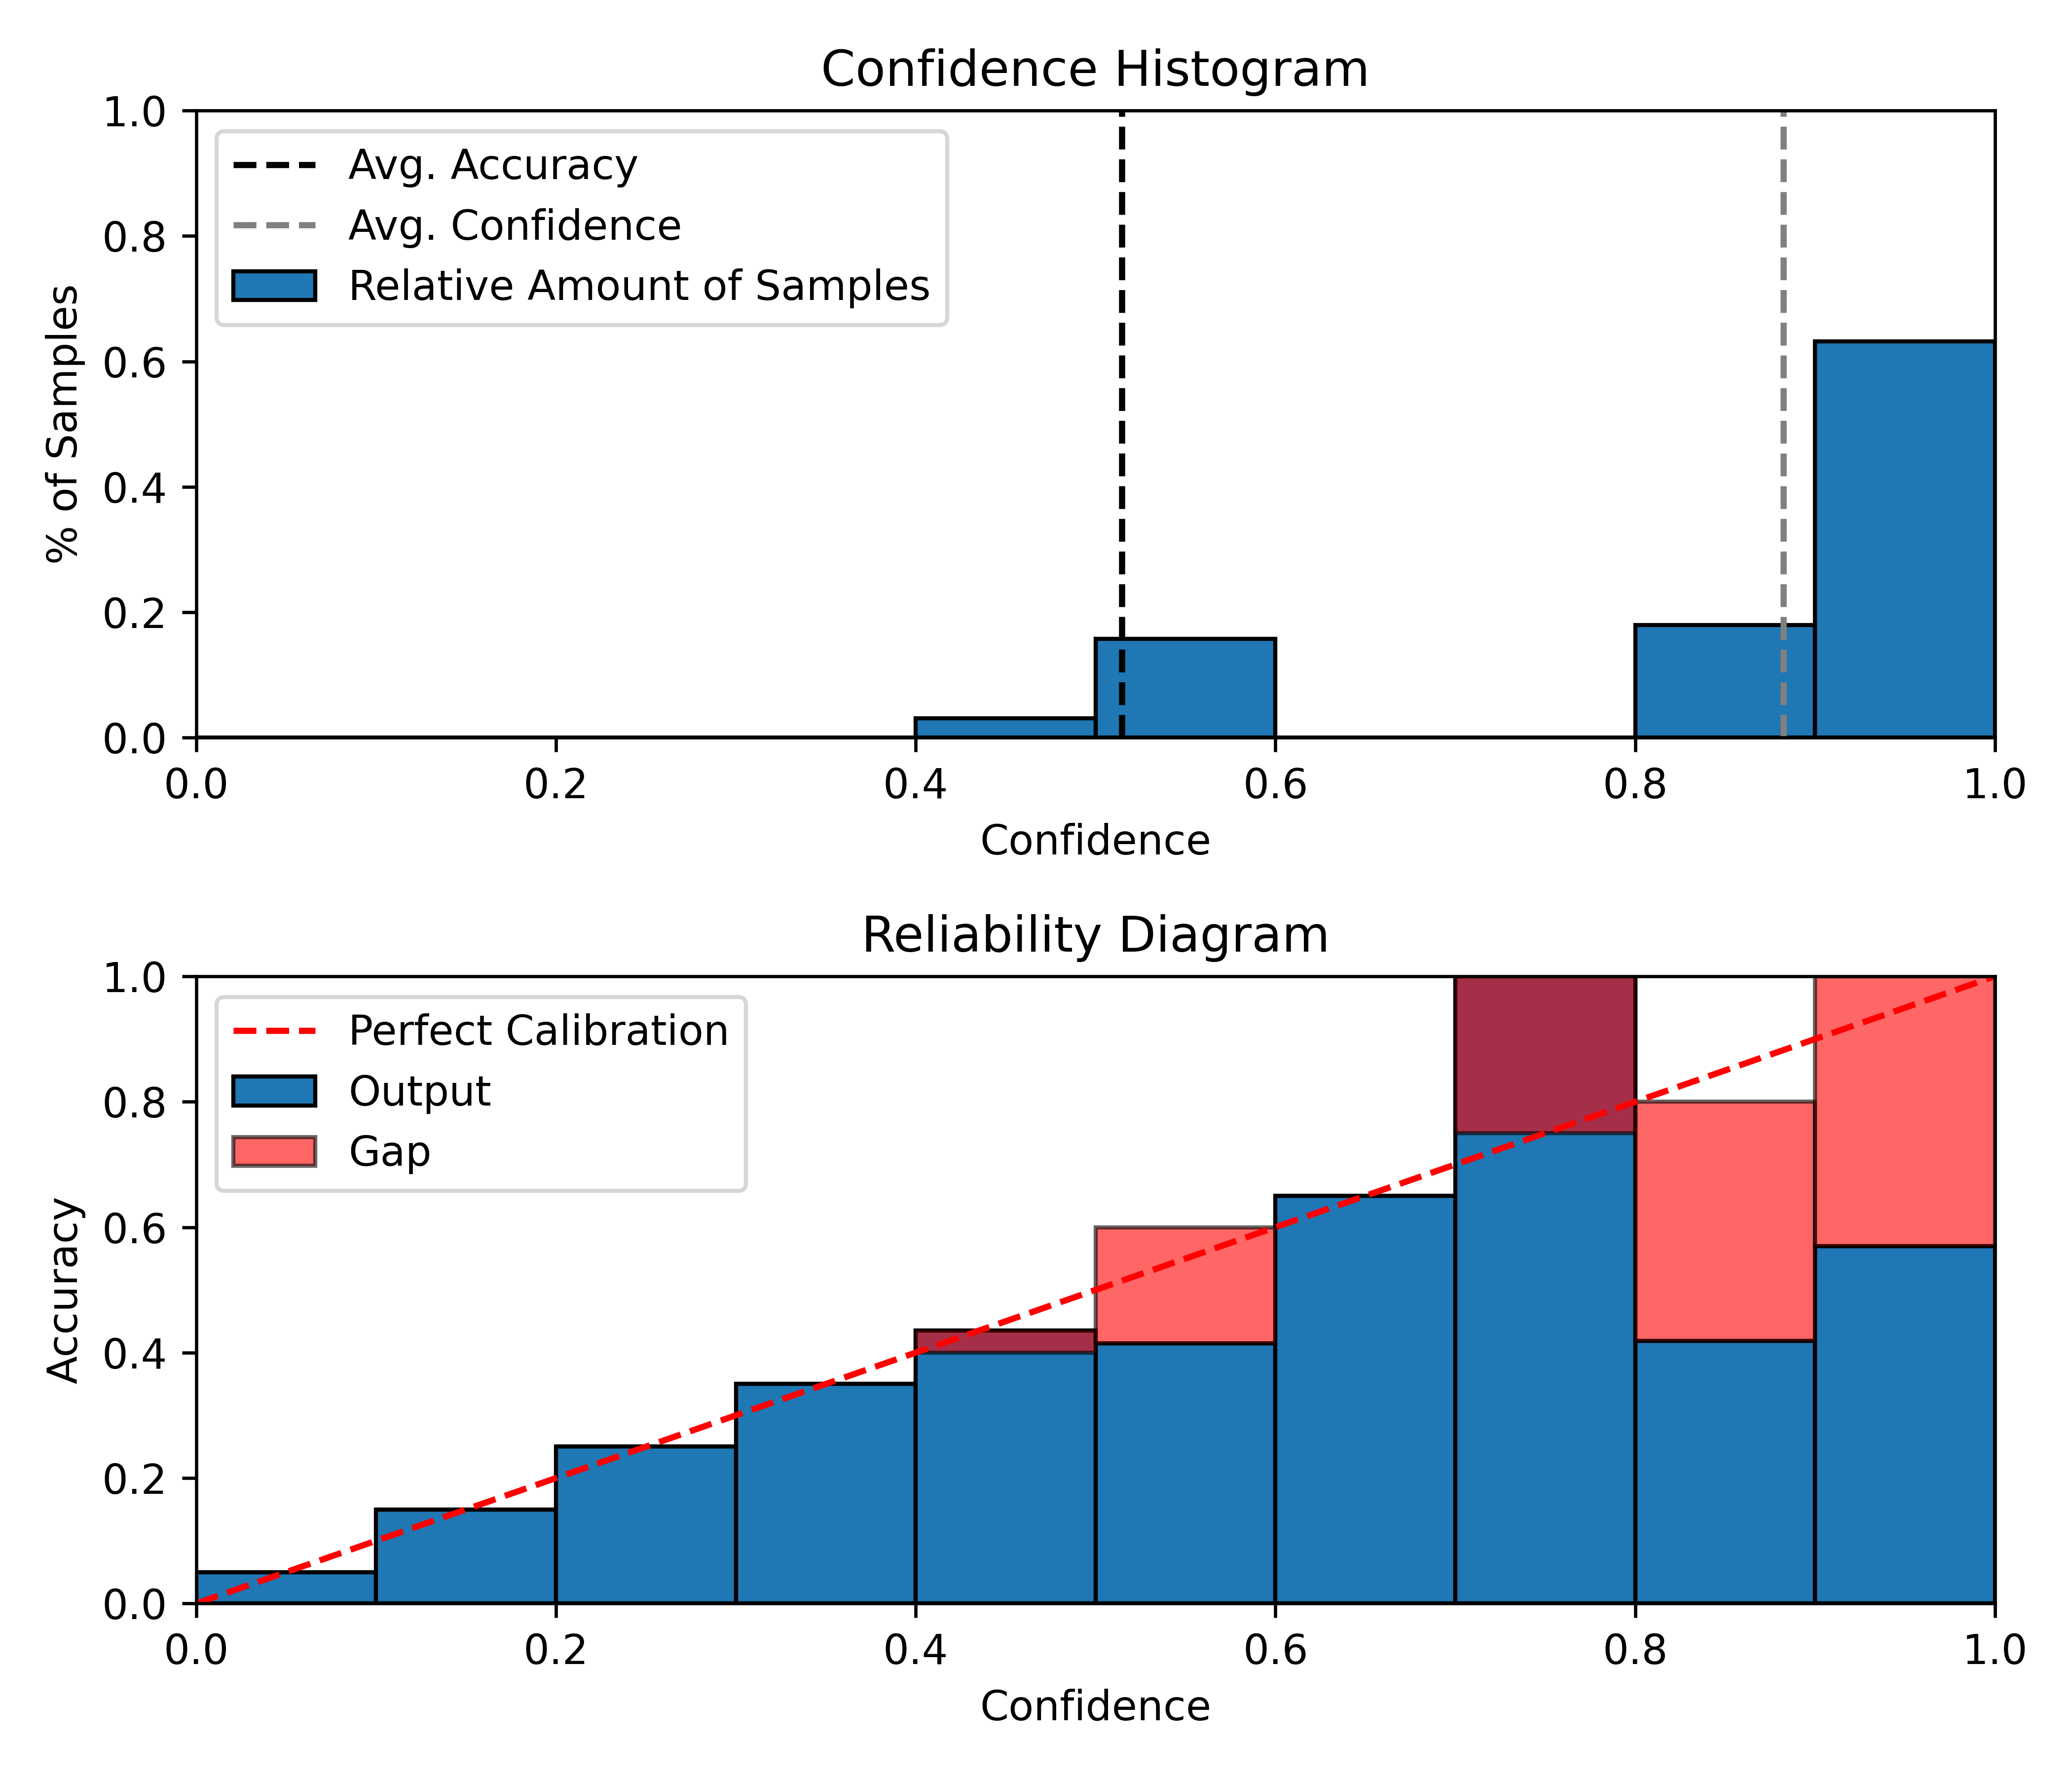 Confidence Histogram
1.0
0.8
0.6
0.4
0.2
0.0
% of Samples
Avg. Accuracy
Avg. Confidence
Relative Amount of Samples
0.0 0.2 0.4 0.6 0.8 1.0
Confidence
Reliability Diagram
1.0
0.8
0.6
0.4
0.2
0.0
Accuracy
Perfect Calibration
Output
Gap
0.0 0.2 0.4 0.6 0.8 1.0
Confidence